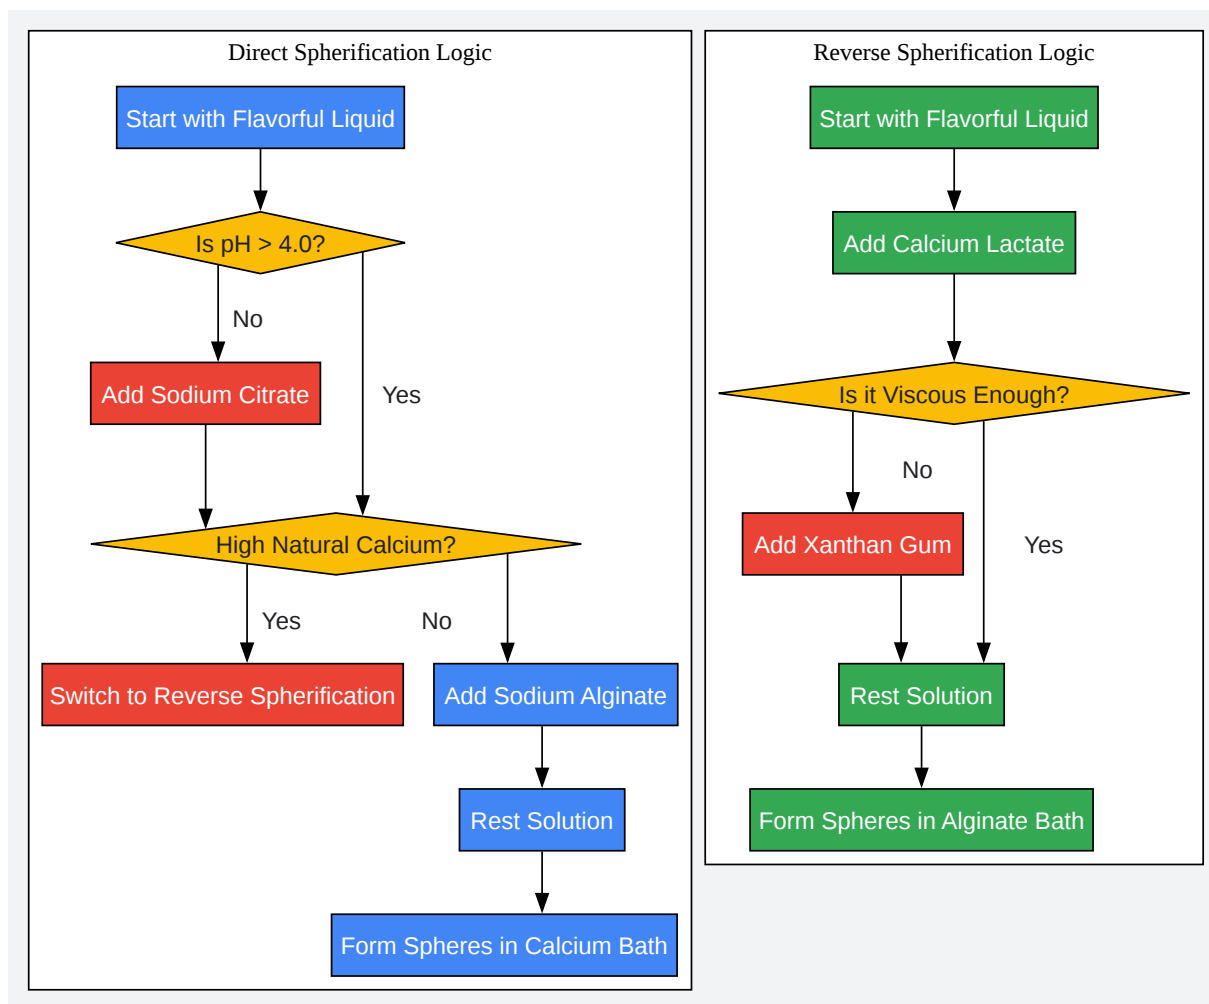 Direct Spherification Logic
Start with Flavorful Liquid
Is pH > 4.0?
No
Add Sodium Citrate
Yes
High Natural Calcium?
Yes
No
Switch to Reverse Spherification
Add Sodium Alginate
Rest Solution
Form Spheres in Calcium Bath
Reverse Spherification Logic
Start with Flavorful Liquid
Add Calcium Lactate
Is it Viscous Enough?
No
Add Xanthan Gum
Yes
Rest Solution
Form Spheres in Alginate Bath